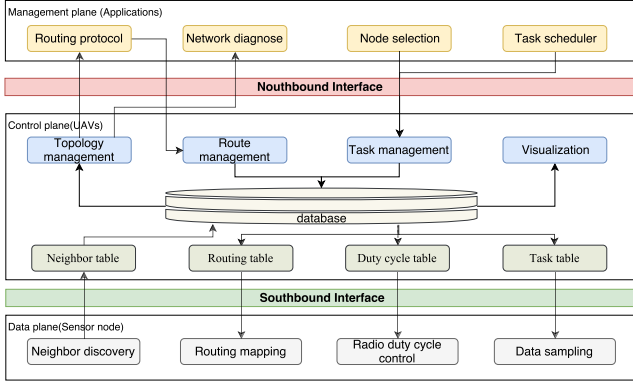 Management plane (Applications)
Routing protocol
Network diagnose
Node selection
Task scheduler
Nouthbound Interface
Control plane(UAVs)
Topology
management
Route
management
Task management
Visualization
database
Neighbor table
Routing table
Duty cycle table
Task table
Southbound Interface
Data plane(Sensor node)
Neighbor discovery
Routing mapping
Radio duty cycle
control
Data sampling